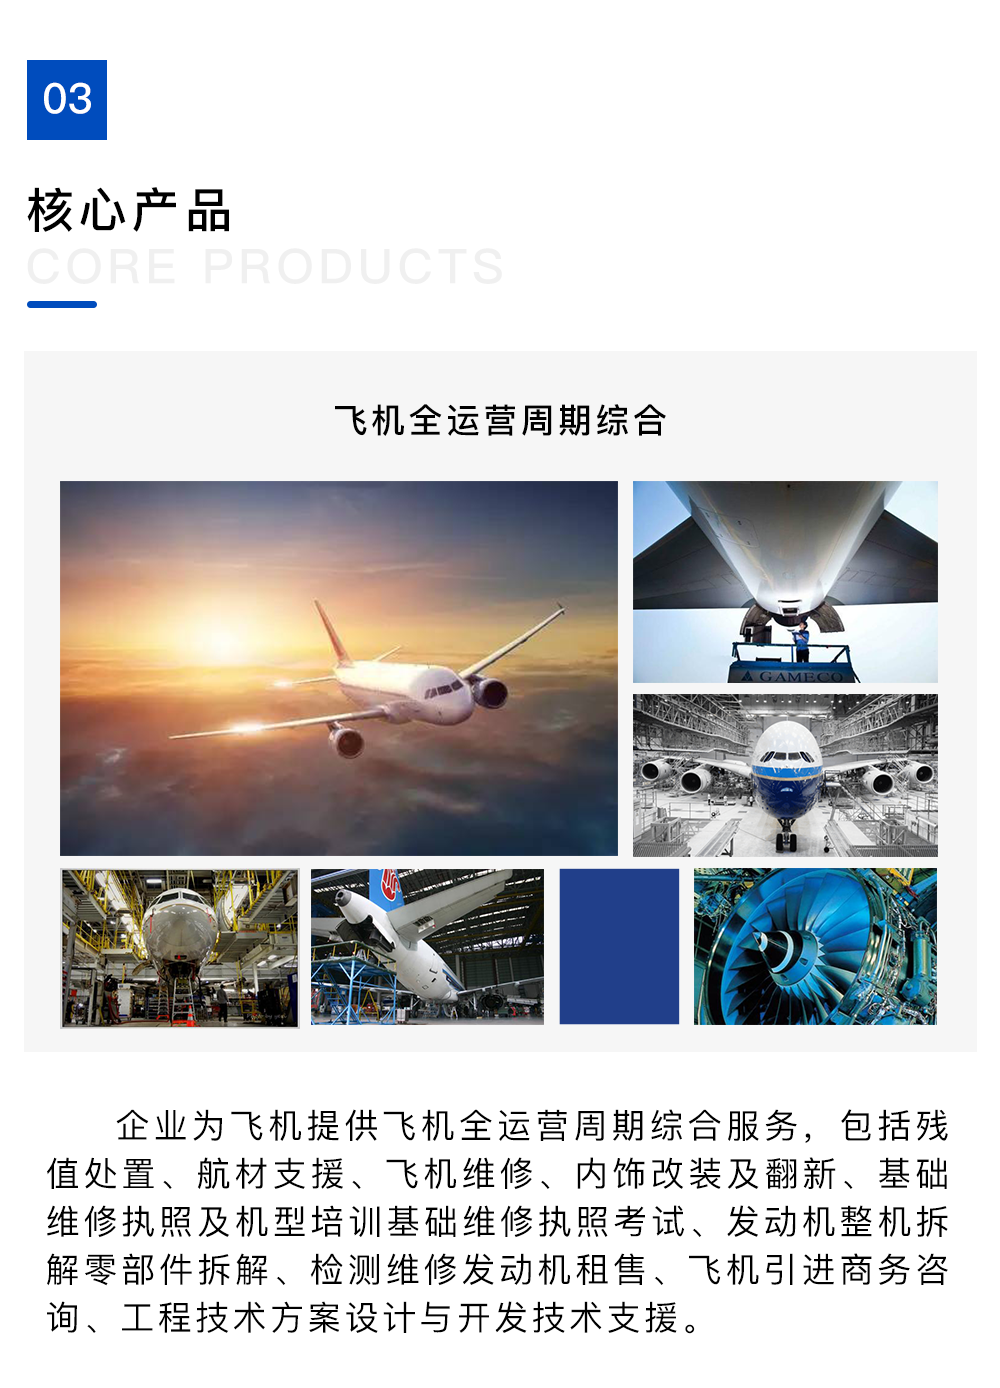 03
核心产品
CORE PRODUCTS
飞机全运营周期综合
GAMECO
企业为飞机提供飞机全运营周期综合服务，包括残
值处置、航材支援、飞机维修、内饰改装及翻新、基础
维修执照及机型培训基础维修执照考试、发动机整机拆
解零部件拆解、检测维修发动机租售、飞机引进商务咨
询、工程技术方案设计与开发技术支援。